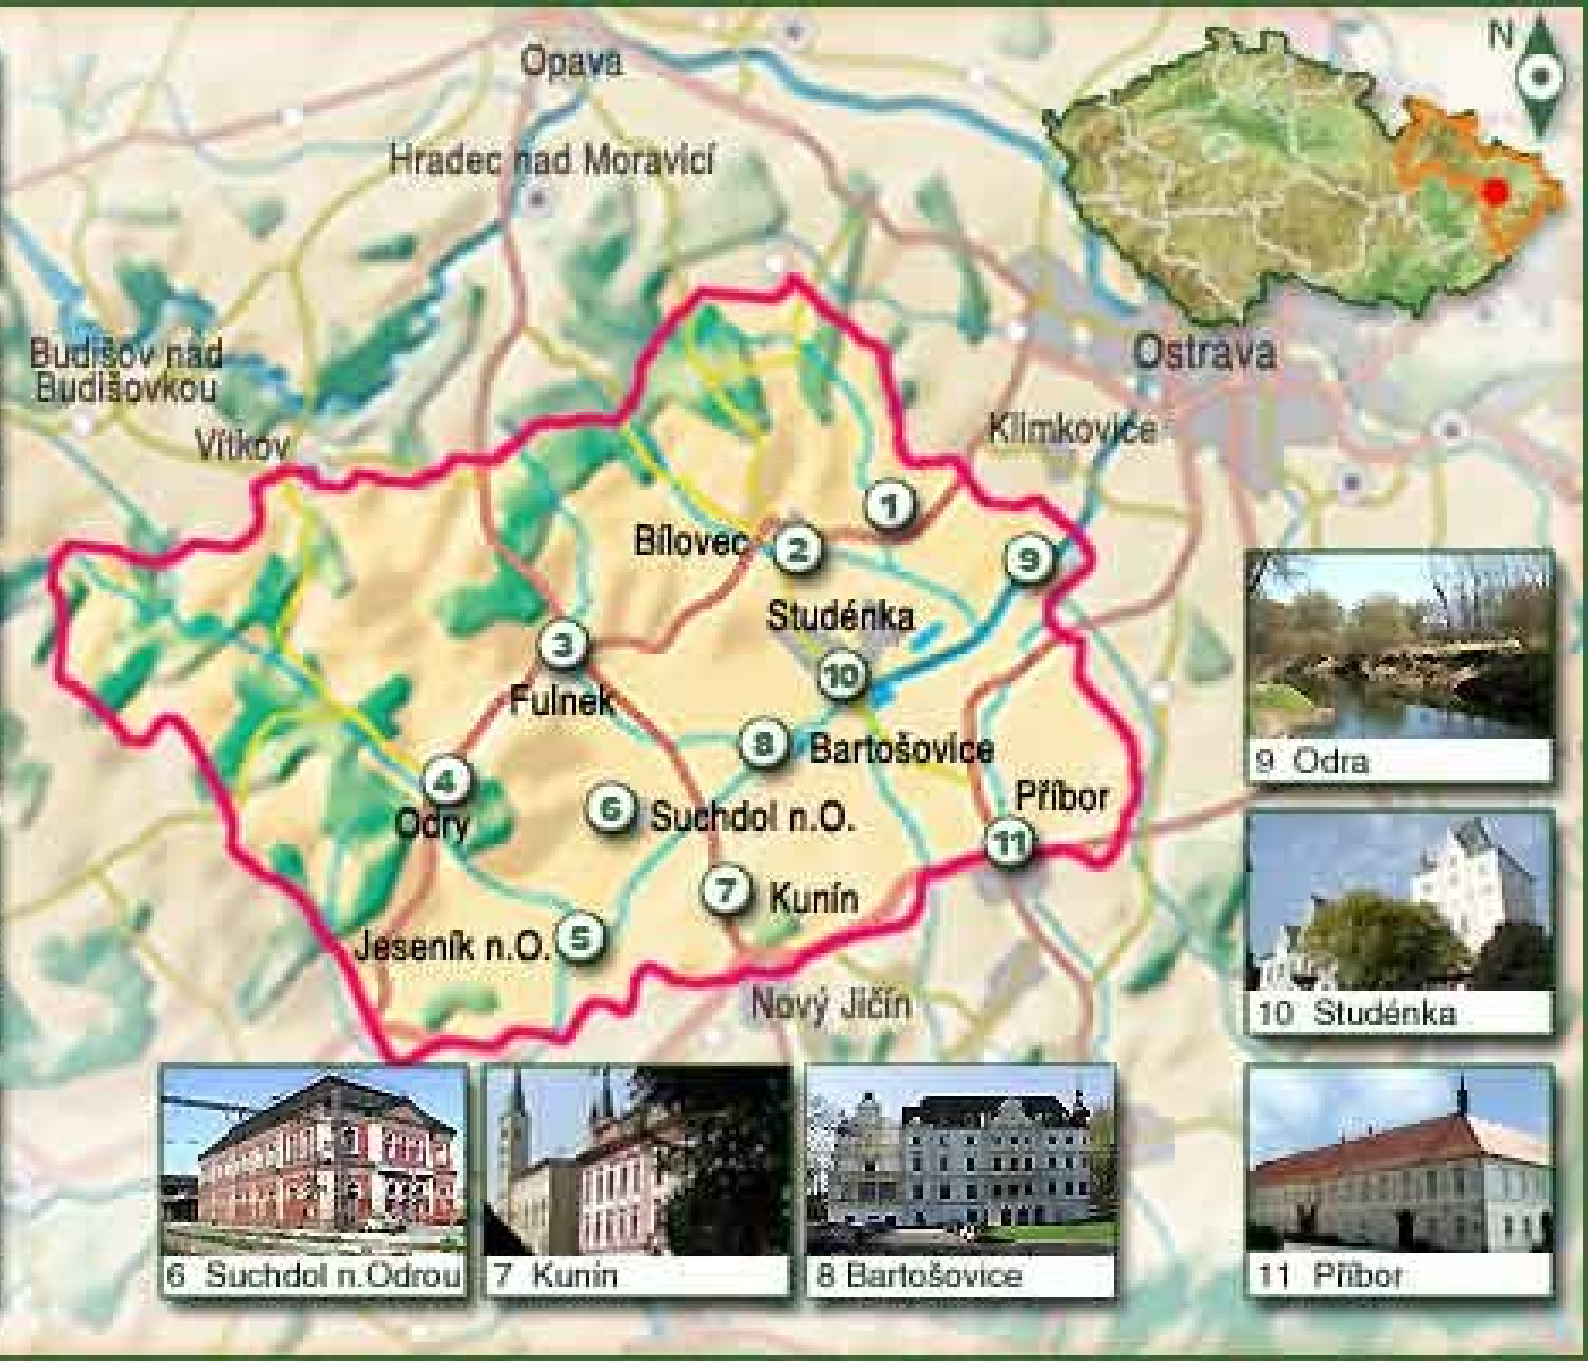 N
Opava
Hradec nad Moravicí
Ostrava
Budišov nad
Budišovkou
Klimkovice
Vítkov
1
Bílovec
2
9
Studénka
3
10
Fulnek
8
Bartošovice
4
Odry
6
Suchdol n.O.
Příbor
11
7
Kunín
Jeseník n.O.
5
Nový Jičín
9 Odra
10 Studénka
6 Suchdol n.Odrou
7 Kunín
8 Bartošovice
11 Příbor